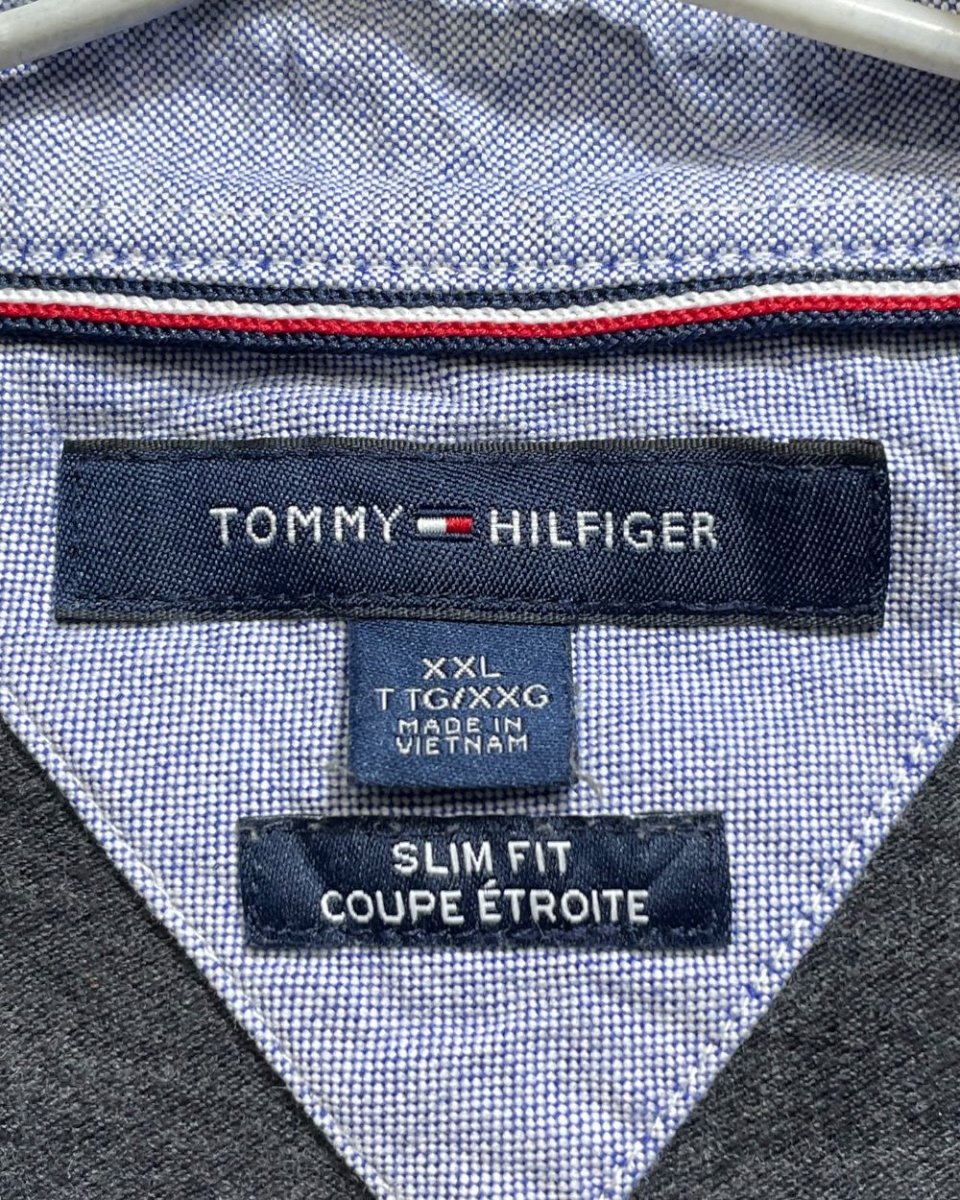 TOMMY HILFIGER
XXL
TTG/XXG
MADE IN
VIETNAM
SLIM FIT
COUPE ÉTROITE